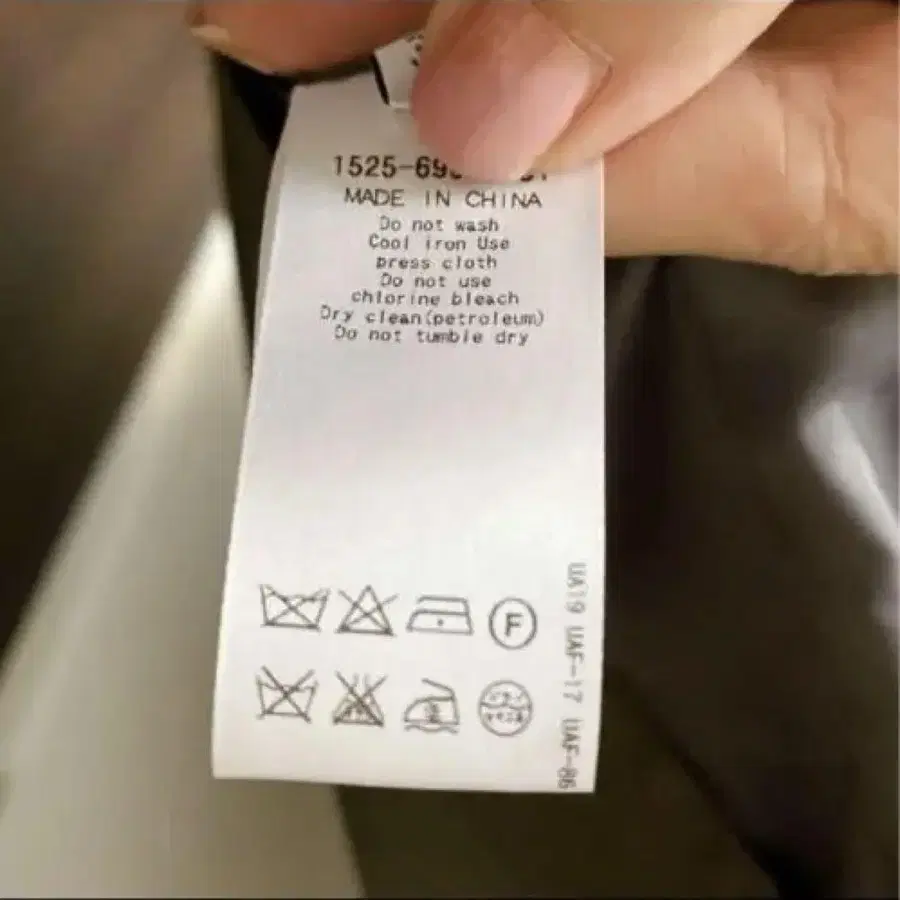 MADE IN CHINA
Do not wash
Cool iron Use
press cloth
Do not use
chlorine bleach
Dry clean(petroleum)
Do not tumble dry
F
UA19 UAF-17 UAF-86